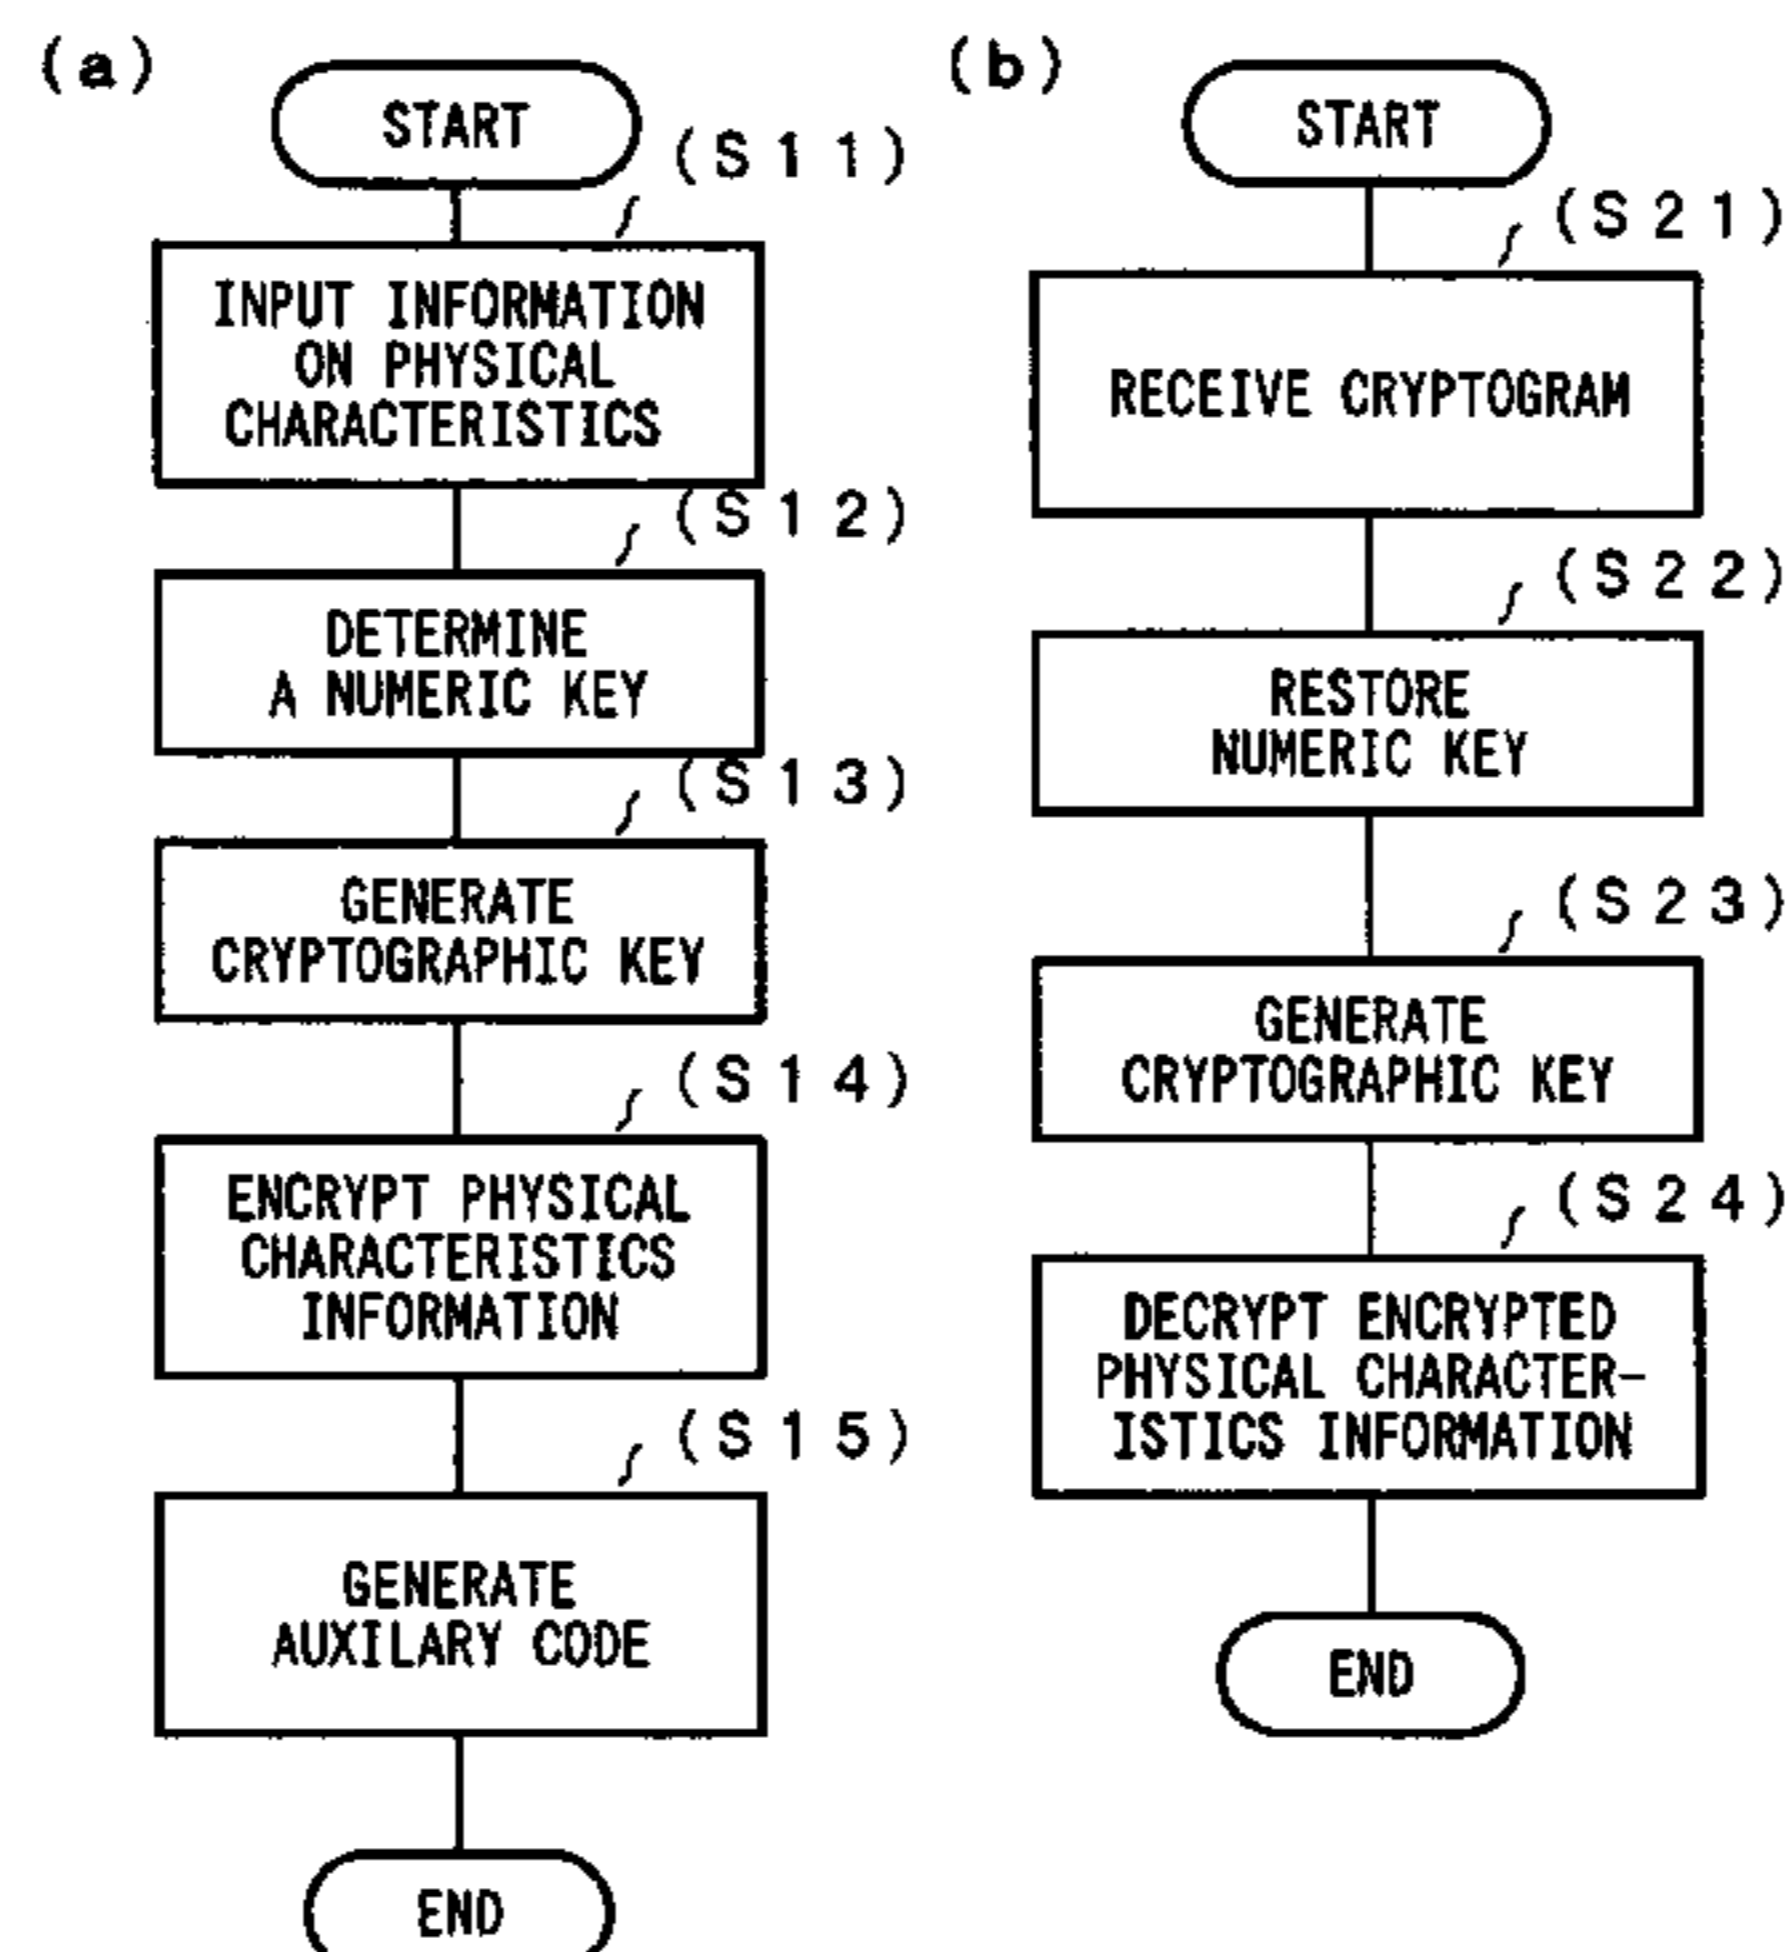 (a)
START
(S11)
INPUT INFORMATION
ON PHYSICAL
CHARACTERISTICS
(S12)
DETERMINE
A NUMERIC KEY
(S13)
GENERATE
CRYPTOGRAPHIC KEY
(S14)
ENCRYPT PHYSICAL
CHARACTERISTICS
INFORMATION
(S15)
GENERATE
AUXILARY CODE
END
(b)
START
(S21)
RECEIVE CRYPTOGRAM
(S22)
RESTORE
NUMERIC KEY
(S23)
GENERATE
CRYPTOGRAPHIC KEY
(S24)
DECRYPT ENCRYPTED
PHYSICAL CHARACTER-
ISTICS INFORMATION
END